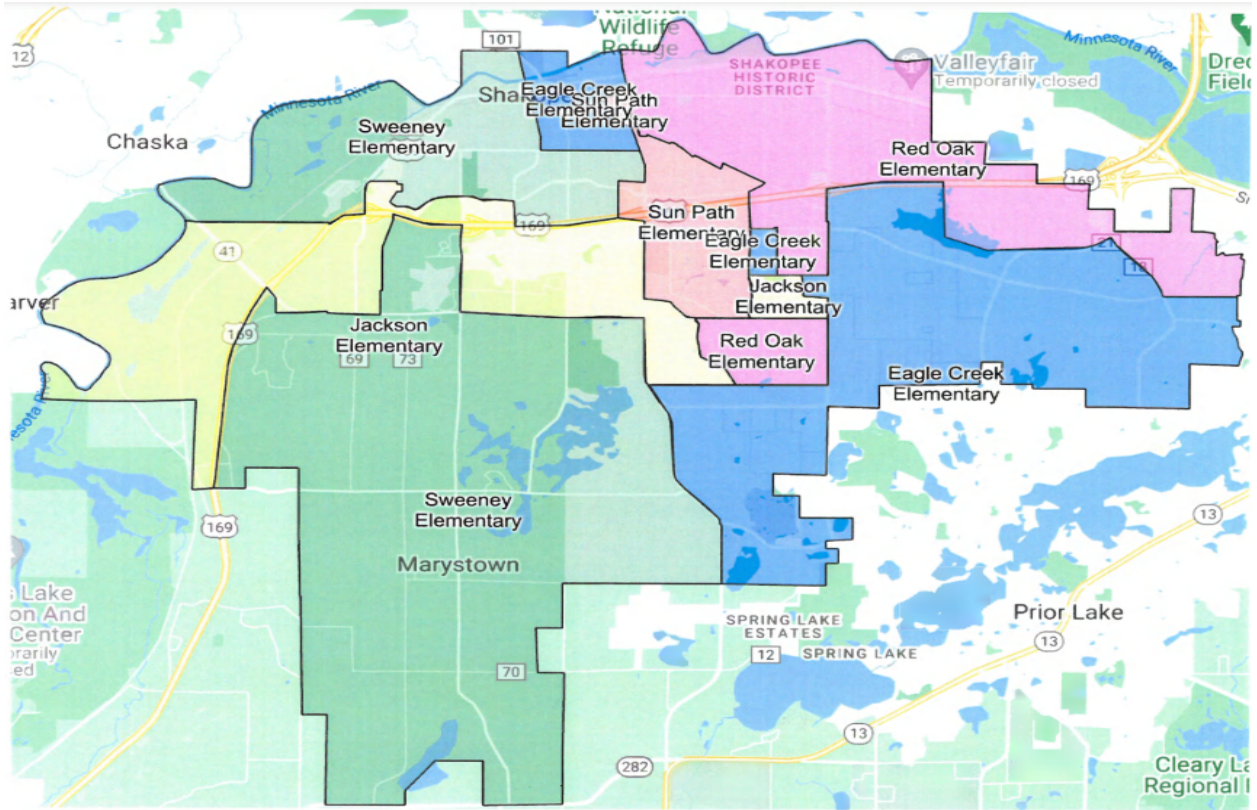 National
Wildlife
Refuge
101
12
Minnesota River
Valleyfair
Temporarily closed
SHAKOPEE
HISTORIC
DISTRICT
Minnesota River
Eagle Creek
Elementary
Sun Path
Elementary
Chaska
Sweeney
Elementary
Red Oak
Elementary
169
Sun Path
Elementary
169
41
Eagle Creek
Elementary
21
18
Jackson
Elementary
Jackson
Elementary
169
69
73
Red Oak
Elementary
Eagle Creek
Elementary
Sweeney
Elementary
169
13
Marystown
Prior Lake
SPRING LAKE
ESTATES
12
SPRING LAKE
13
70
13
282